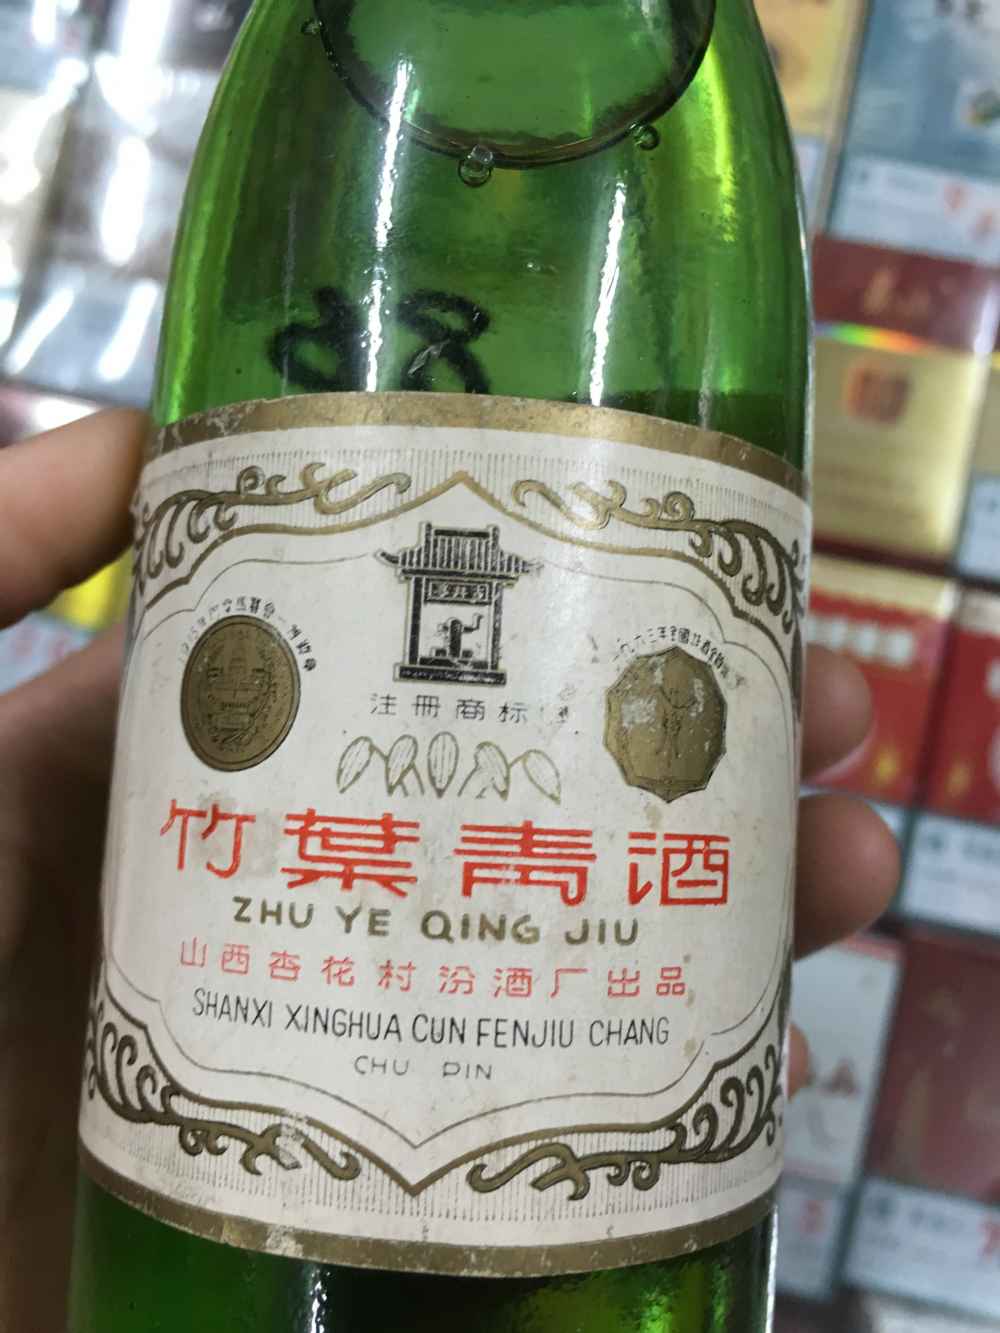 注册商标
竹葉青酒
ZHU YE QING JIU
山西杏花村汾酒厂出品
SHANXI XINGHUA CUN FENJIU CHANG
CHU PIN